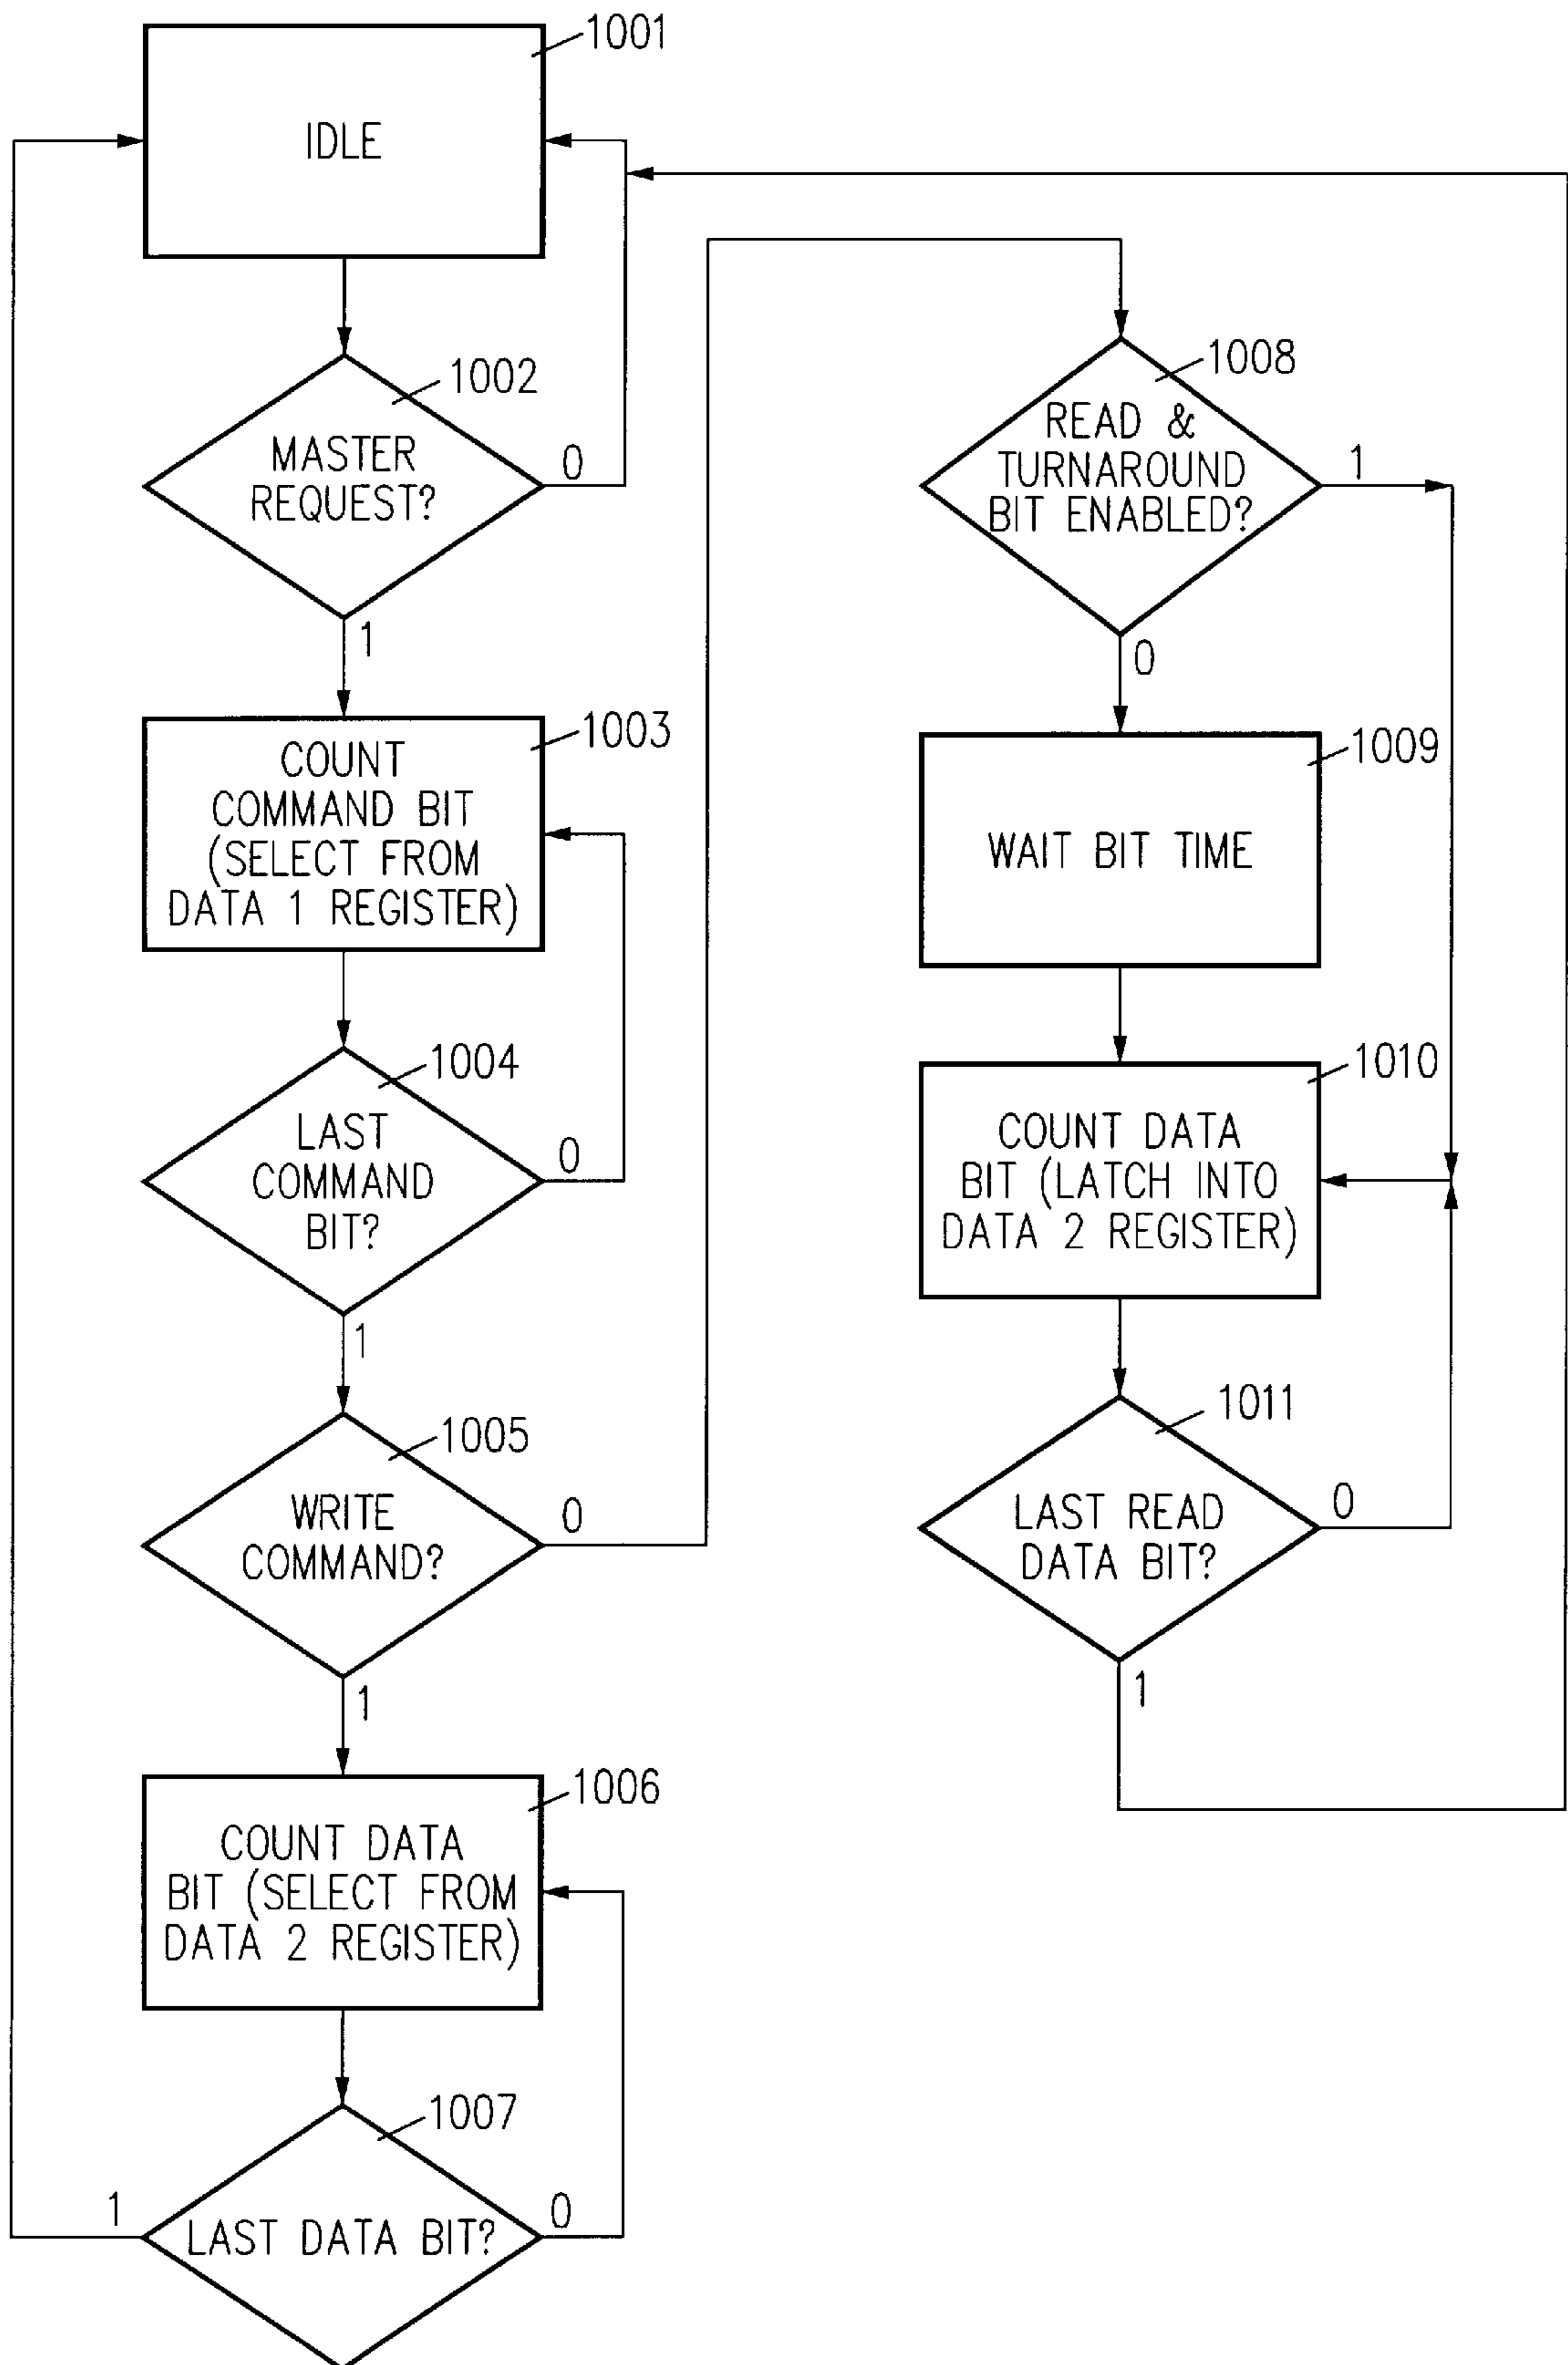 1001
IDLE
1002
MASTER
REQUEST?
0
1
1003
COUNT
COMMAND BIT
(SELECT FROM
DATA 1 REGISTER)
1004
LAST
COMMAND
BIT?
0
1
1005
WRITE
COMMAND?
0
1
1006
COUNT DATA
BIT (SELECT FROM
DATA 2 REGISTER)
1007
LAST DATA BIT?
1
0
1008
READ &
TURNAROUND
BIT ENABLED?
1
0
1009
WAIT BIT TIME
1010
COUNT DATA
BIT (LATCH INTO
DATA 2 REGISTER)
1011
LAST READ
DATA BIT?
0
1